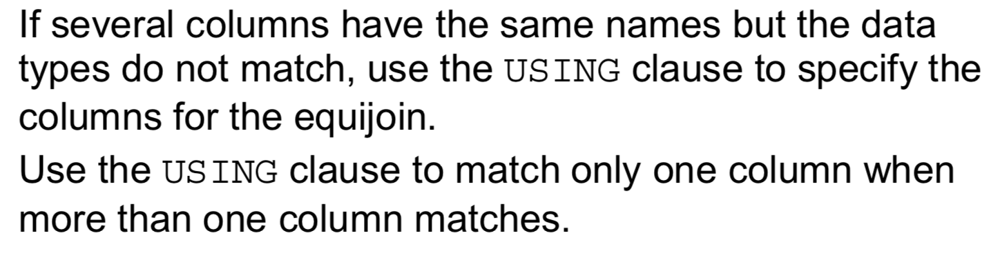 If several columns have the same names but the data
types do not match, use the USING clause to specify the
columns for the equijoin.
Use the USING clause to match only one column when
more than one column matches.